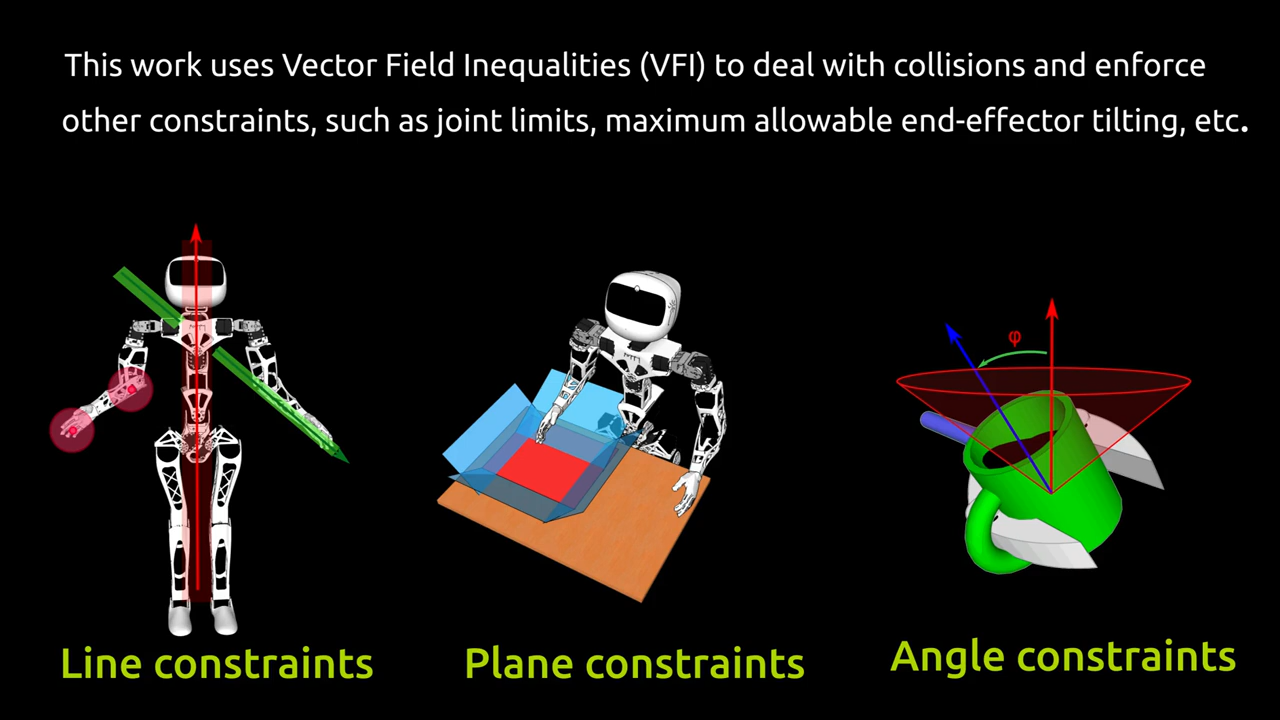 This work uses Vector Field Inequalities (VFI) to deal with collisions and enforce
other constraints, such as joint limits, maximum allowable end-effector tilting, etc.
φ
Line constraints
Plane constraints
Angle constraints